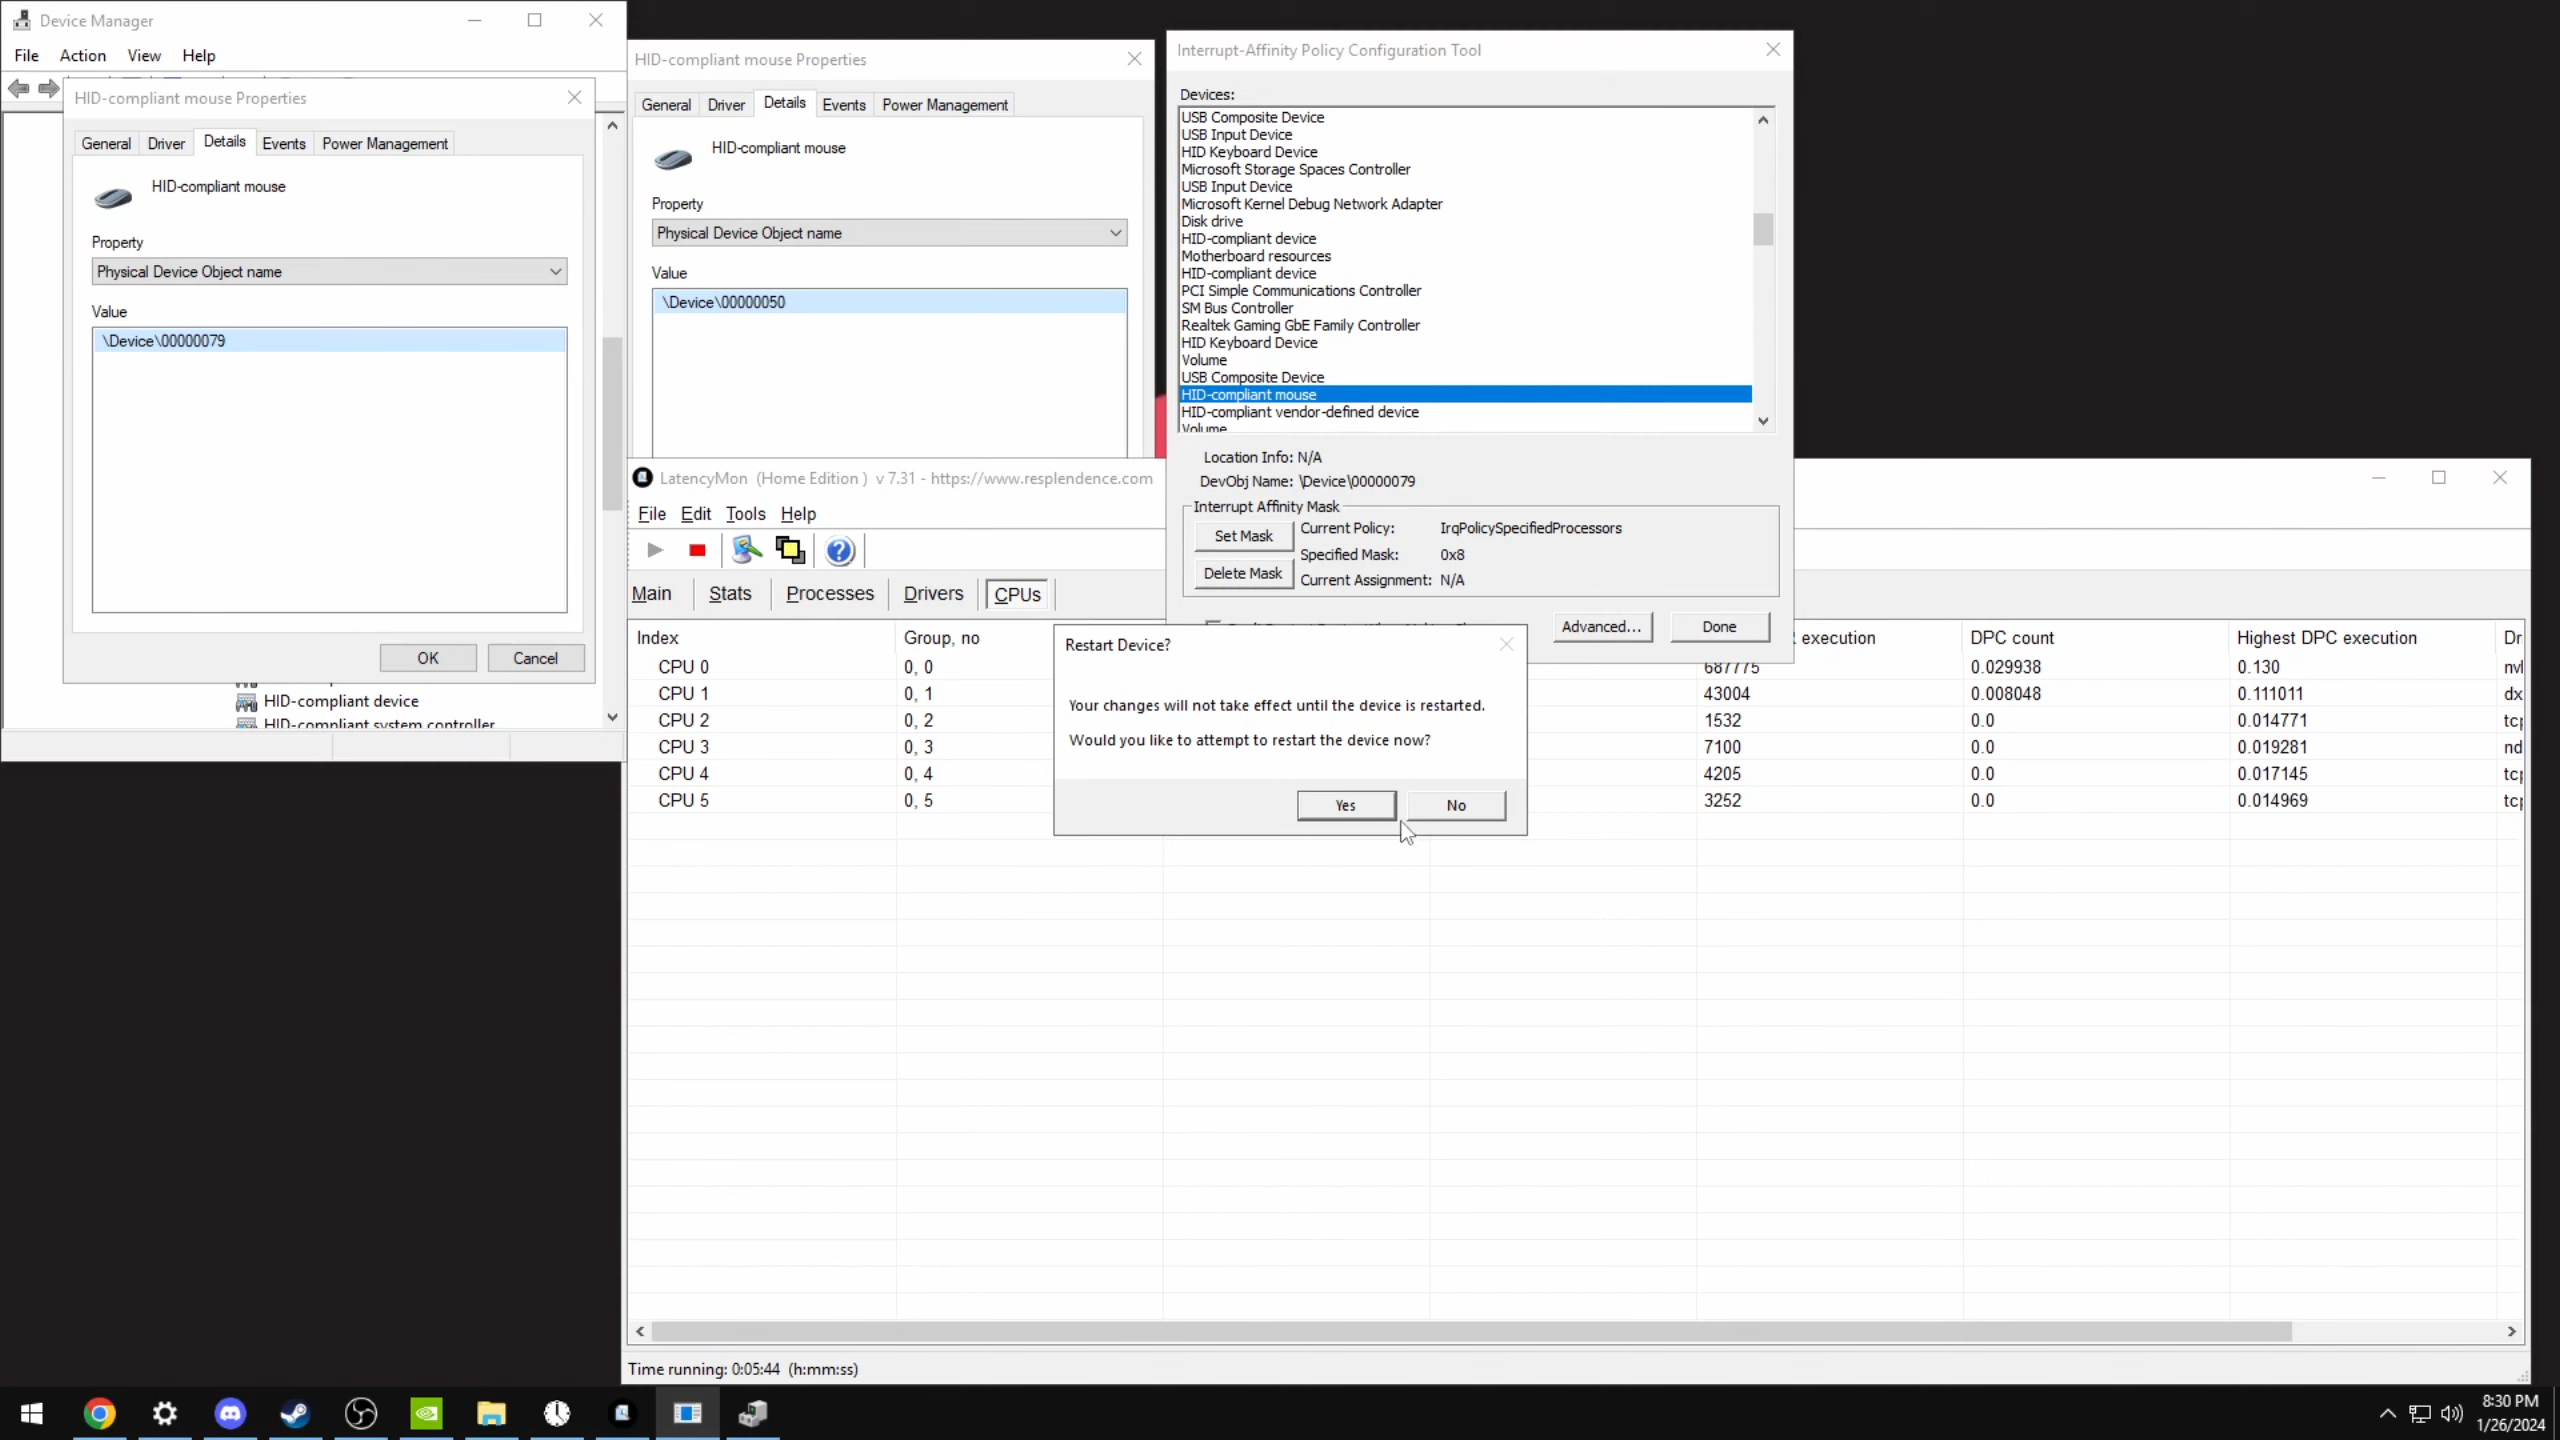 Device Manager
File Action View Help
HID-compliant mouse Properties
General Driver Details Events Power Management
HID-compliant mouse
Property
Physical Device Object name
Value
\Device\00000079
OK Cancel
HID-compliant device
HID-compliant system controller
HID-compliant mouse Properties
General Driver Details Events Power Management
HID-compliant mouse
Property
Physical Device Object name
Value
\Device\00000050
Interrupt-Affinity Policy Configuration Tool
Devices:
USB Composite Device
USB Input Device
HID Keyboard Device
Microsoft Storage Spaces Controller
USB Input Device
Microsoft Kernel Debug Network Adapter
Disk drive
HID-compliant device
Motherboard resources
HID-compliant device
PCI Simple Communications Controller
SM Bus Controller
Realtek Gaming GbE Family Controller
HID Keyboard Device
Volume
USB Composite Device
HID-compliant mouse
HID-compliant vendor-defined device
Volume
Location Info: N/A
DevObj Name: \Device\00000079
Interrupt Affinity Mask
Set Mask Current Policy: IrqPolicySpecifiedProcessors
Specified Mask: 0x8
Delete Mask Current Assignment: N/A
Advanced... Done
LatencyMon (Home Edition ) v 7.31 - https://www.resplendence.com
File Edit Tools Help
Main Stats Processes Drivers CPUs
Index Group, no execution DPC count Highest DPC execution Dr
CPU 0 0, 0 687775 0.029938 0.130 nvl
CPU 1 0, 1 43004 0.008048 0.111011 dx
CPU 2 0, 2 1532 0.0 0.014771 tc
CPU 3 0, 3 7100 0.0 0.019281 nd
CPU 4 0, 4 4205 0.0 0.017145 tc
CPU 5 0, 5 3252 0.0 0.014969 tc
Restart Device?
Your changes will not take effect until the device is restarted.
Would you like to attempt to restart the device now?
Yes No
Time running: 0:05:44 (h:mm:ss)
8:30 PM
1/26/2024